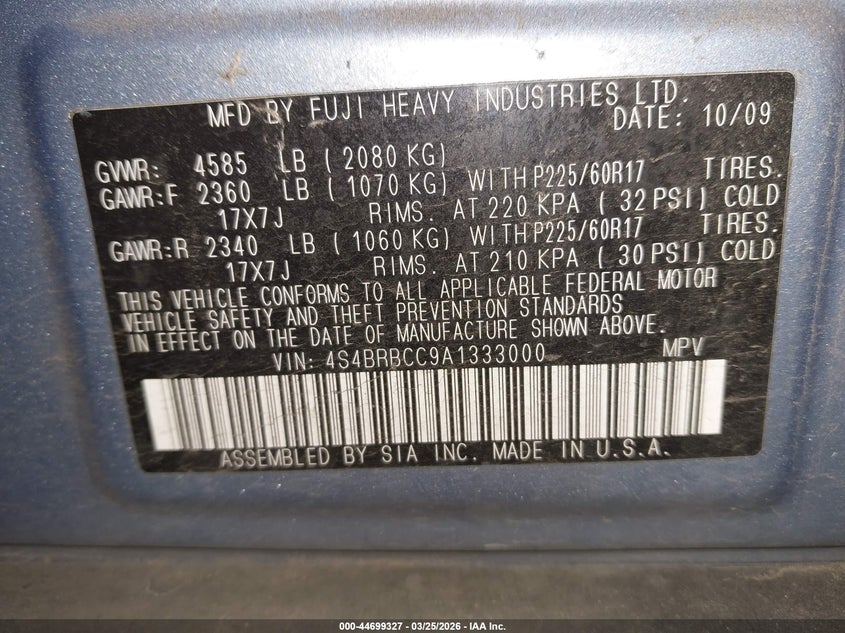 MFD BY FUJI HEAVY INDUSTRIES LTD.
DATE: 10/09
GVWR: 4585 LB ( 2080 KG)
GAWR:F 2360 LB ( 1070 KG) WITH P225/60R17 TIRES.
17X7J RIMS. AT 220 KPA ( 32 PSI) COLD
GAWR:R 2340 LB ( 1060 KG) WITH P225/60R17 TIRES.
17X7J RIMS. AT 210 KPA ( 30 PSI) COLD
THIS VEHICLE CONFORMS TO ALL APPLICABLE FEDERAL MOTOR
VEHICLE SAFETY AND THEFT PREVENTION STANDARDS
IN EFFECT ON THE DATE OF MANUFACTURE SHOWN ABOVE.
VIN: 4S4BRBCC9A1333000 MPV
ASSEMBLED BY SIA INC. MADE IN U.S.A.
000-44699327 | 03/25/2026 - IAA Inc.